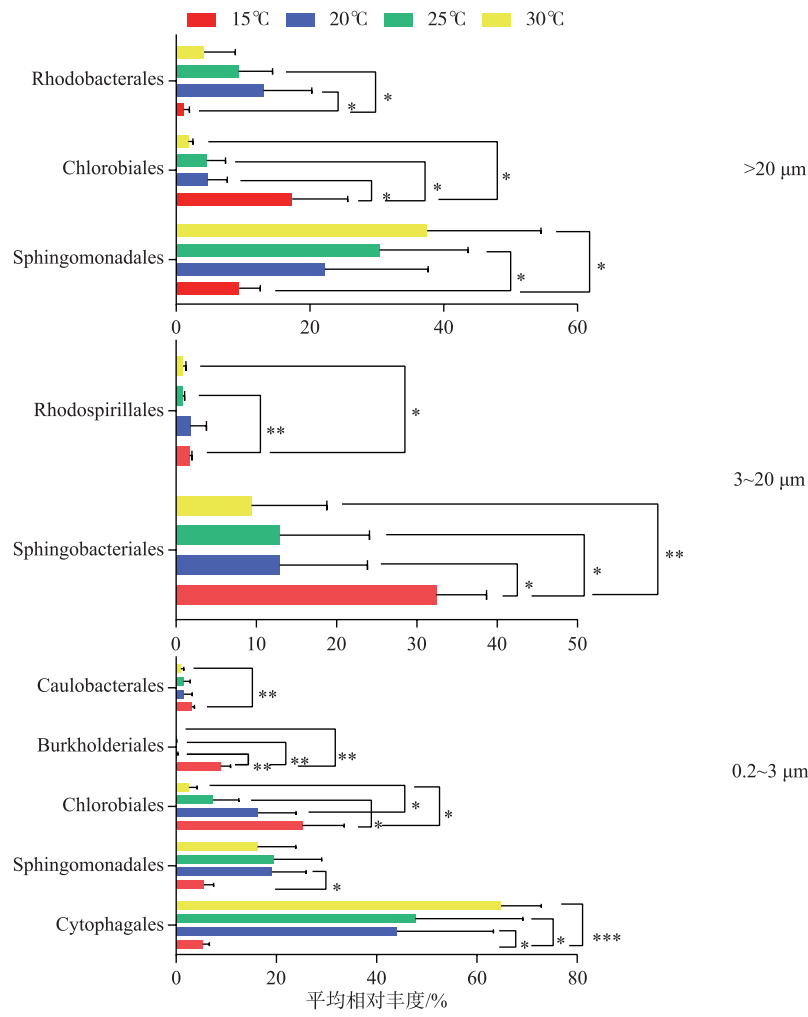 15℃ 20℃ 25℃ 30℃
Rhodobacterales
*
*
Chlorobiales
>20 μm
*
*
*
Sphingomonadales
*
*
0 20 40 60
Rhodospirillales
*
**
3~20 μm
Sphingobacteriales
**
*
*
0 10 20 30 40 50
Caulobacterales
**
Burkholderiales
**
**
**
0.2~3 μm
Chlorobiales
*
*
*
Sphingomonadales
*
Cytophagales
***
*
*
0 20 40 60 80
平均相对丰度/%